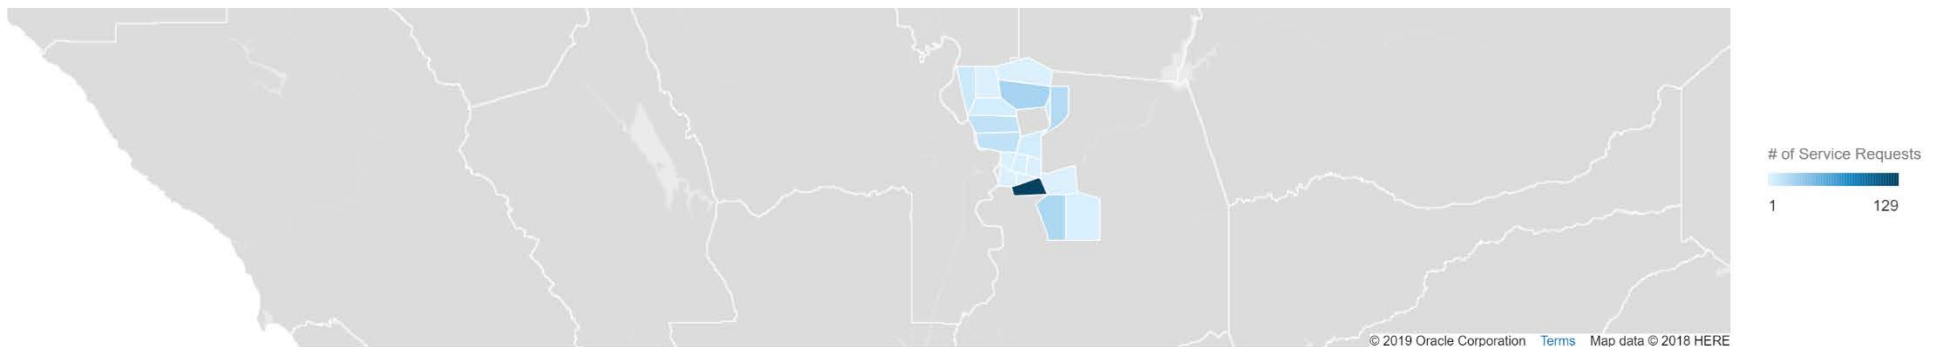 # of Service Requests
1 129
© 2019 Oracle Corporation Terms Map data © 2018 HERE